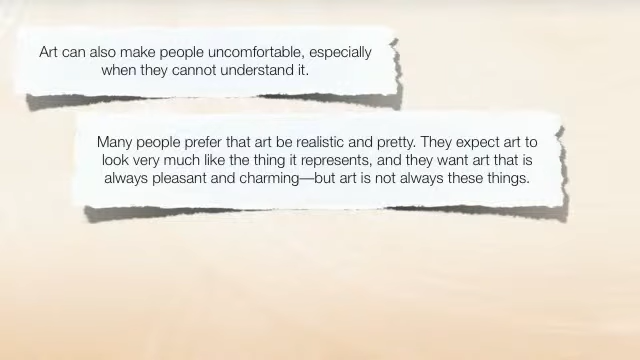 Art can also make people uncomfortable, especially
when they cannot understand it.
Many people prefer that art be realistic and pretty. They expect art to
look very much like the thing it represents, and they want art that is
always pleasant and charming—but art is not always these things.